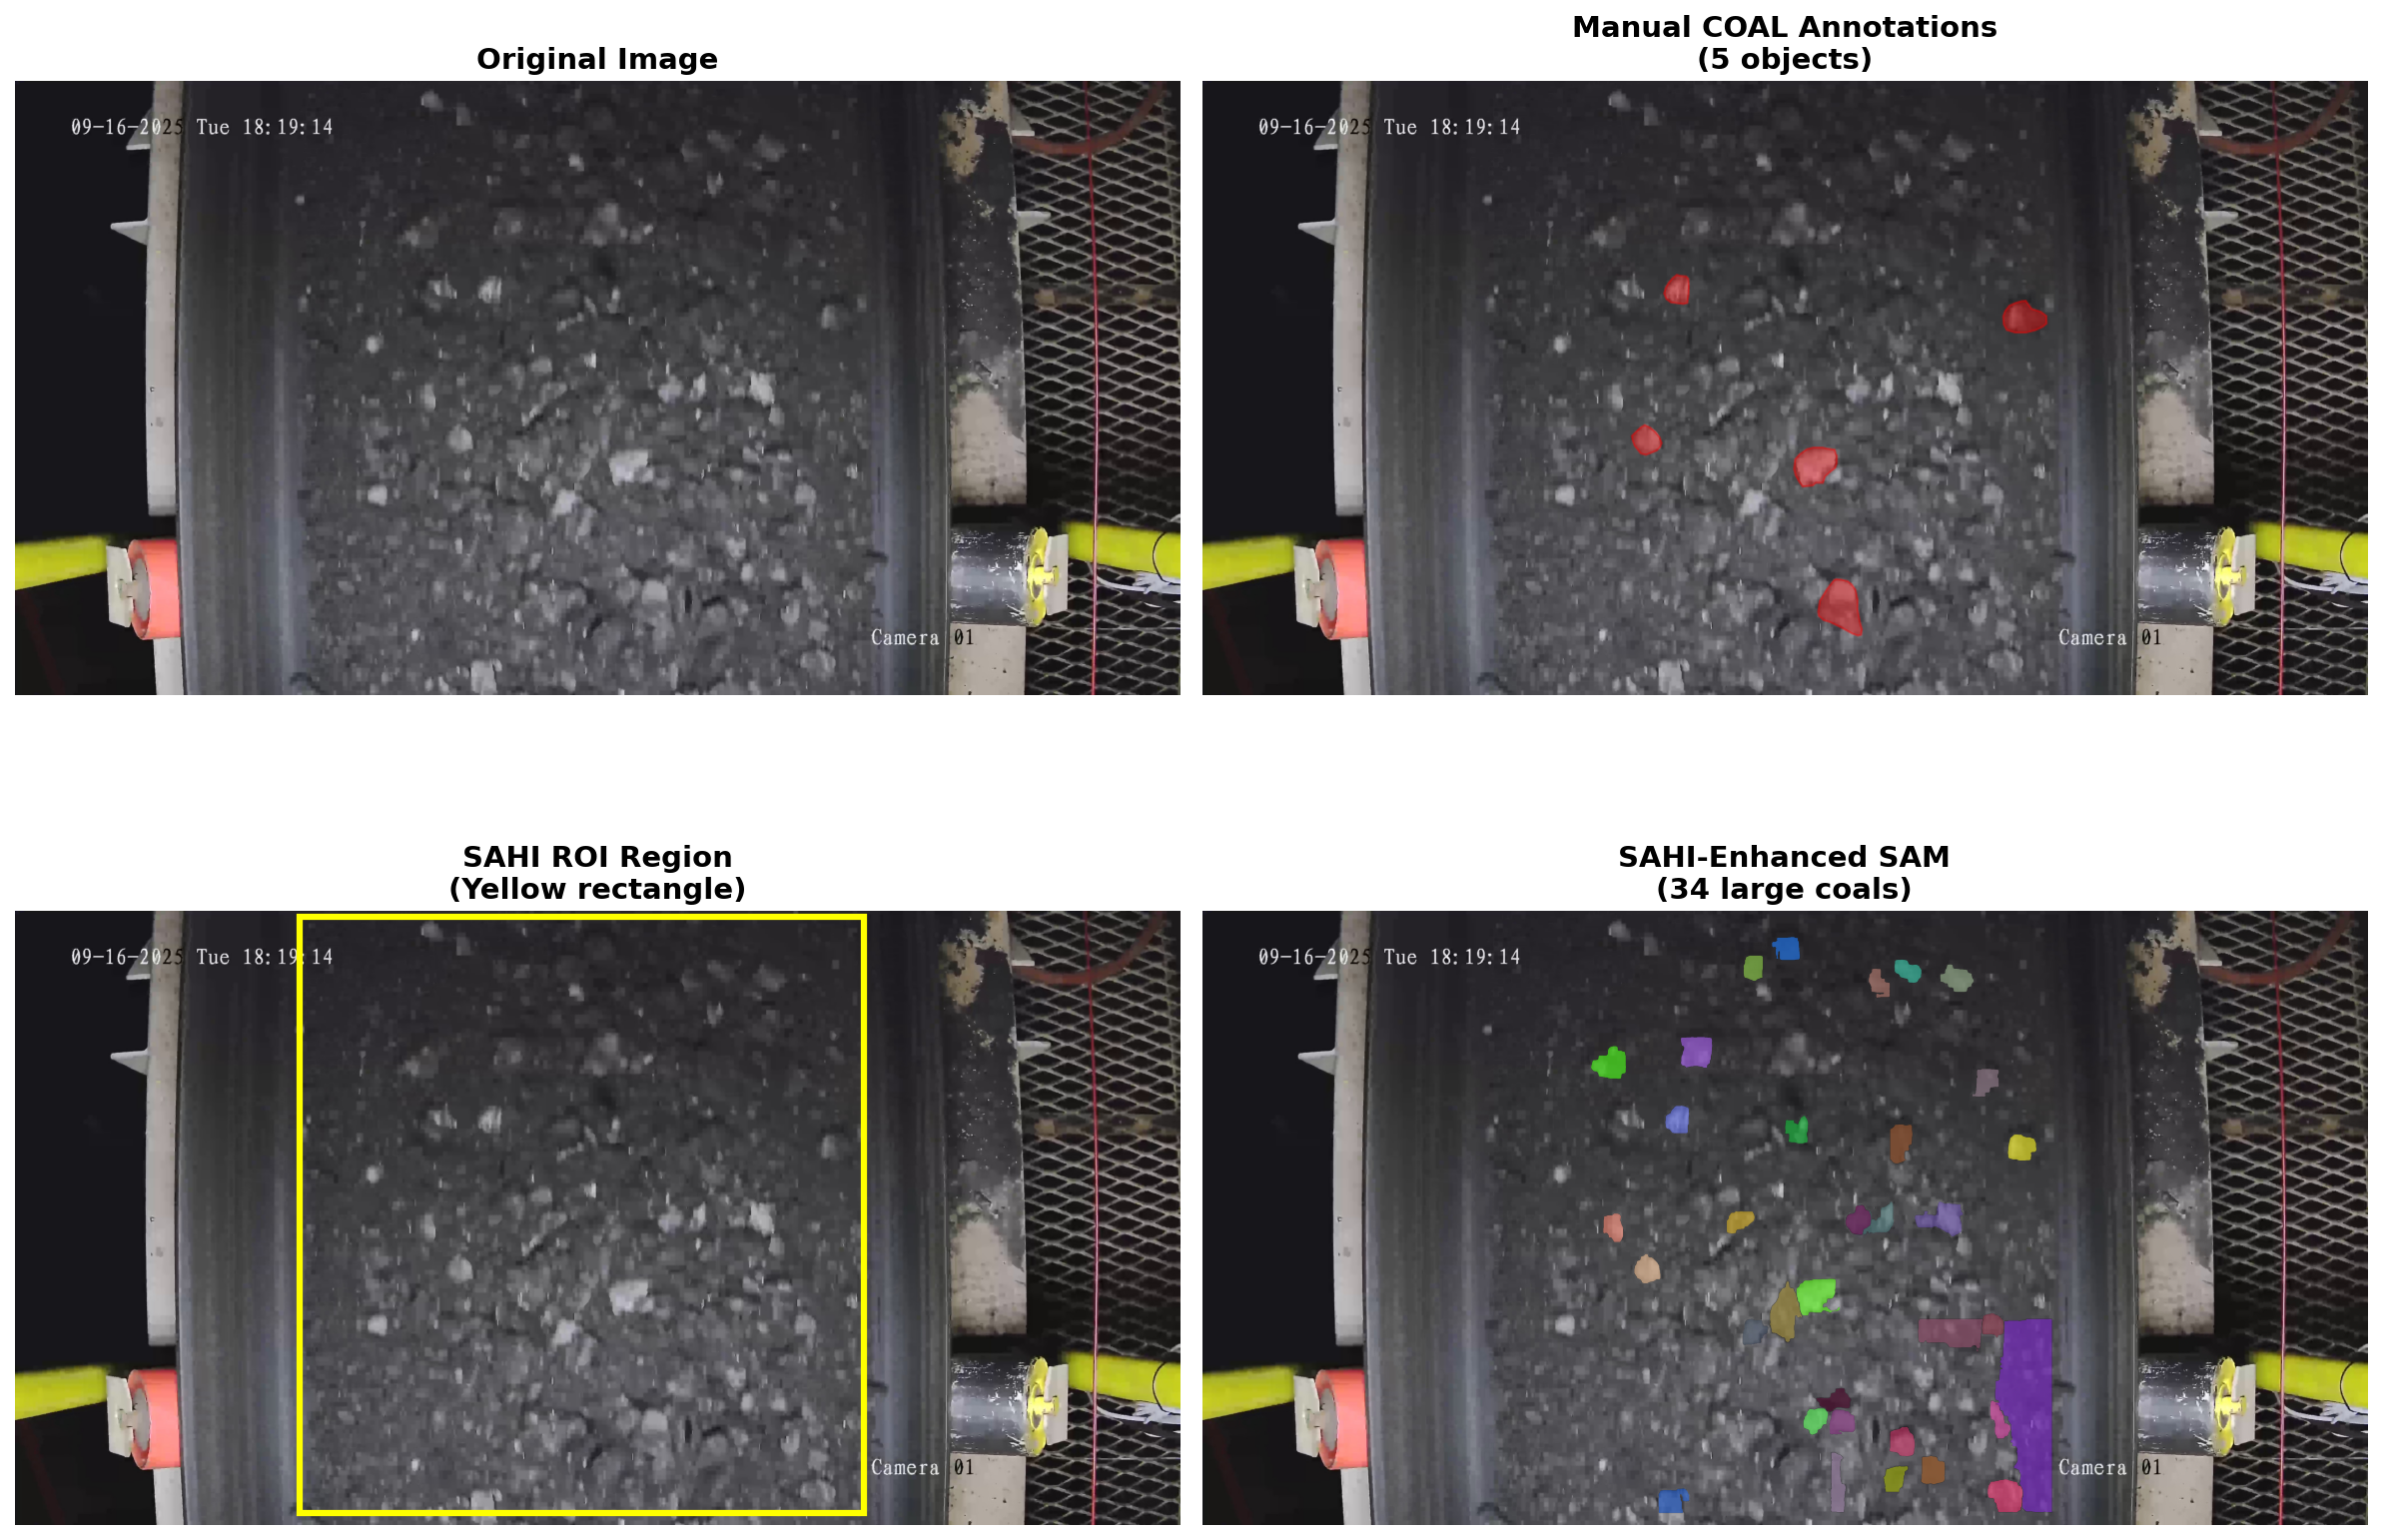 Original Image
Manual COAL Annotations
(5 objects)
09-16-2025 Tue 18:19:14
Camera 01
09-16-2025 Tue 18:19:14
Camera 01
SAHI ROI Region
(Yellow rectangle)
SAHI-Enhanced SAM
(34 large coals)
09-16-2025 Tue 18:19:14
Camera 01
09-16-2025 Tue 18:19:14
Camera 01